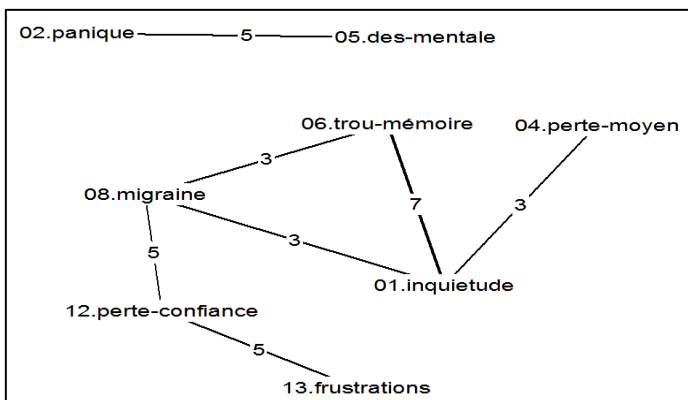 02.panique 5 05.des-mentale
06.trou-mémoire 04.perte-moyen
3
08.migraine 7 3
3
5
01.inquietude
12.perte-confiance
5
13.frustrations